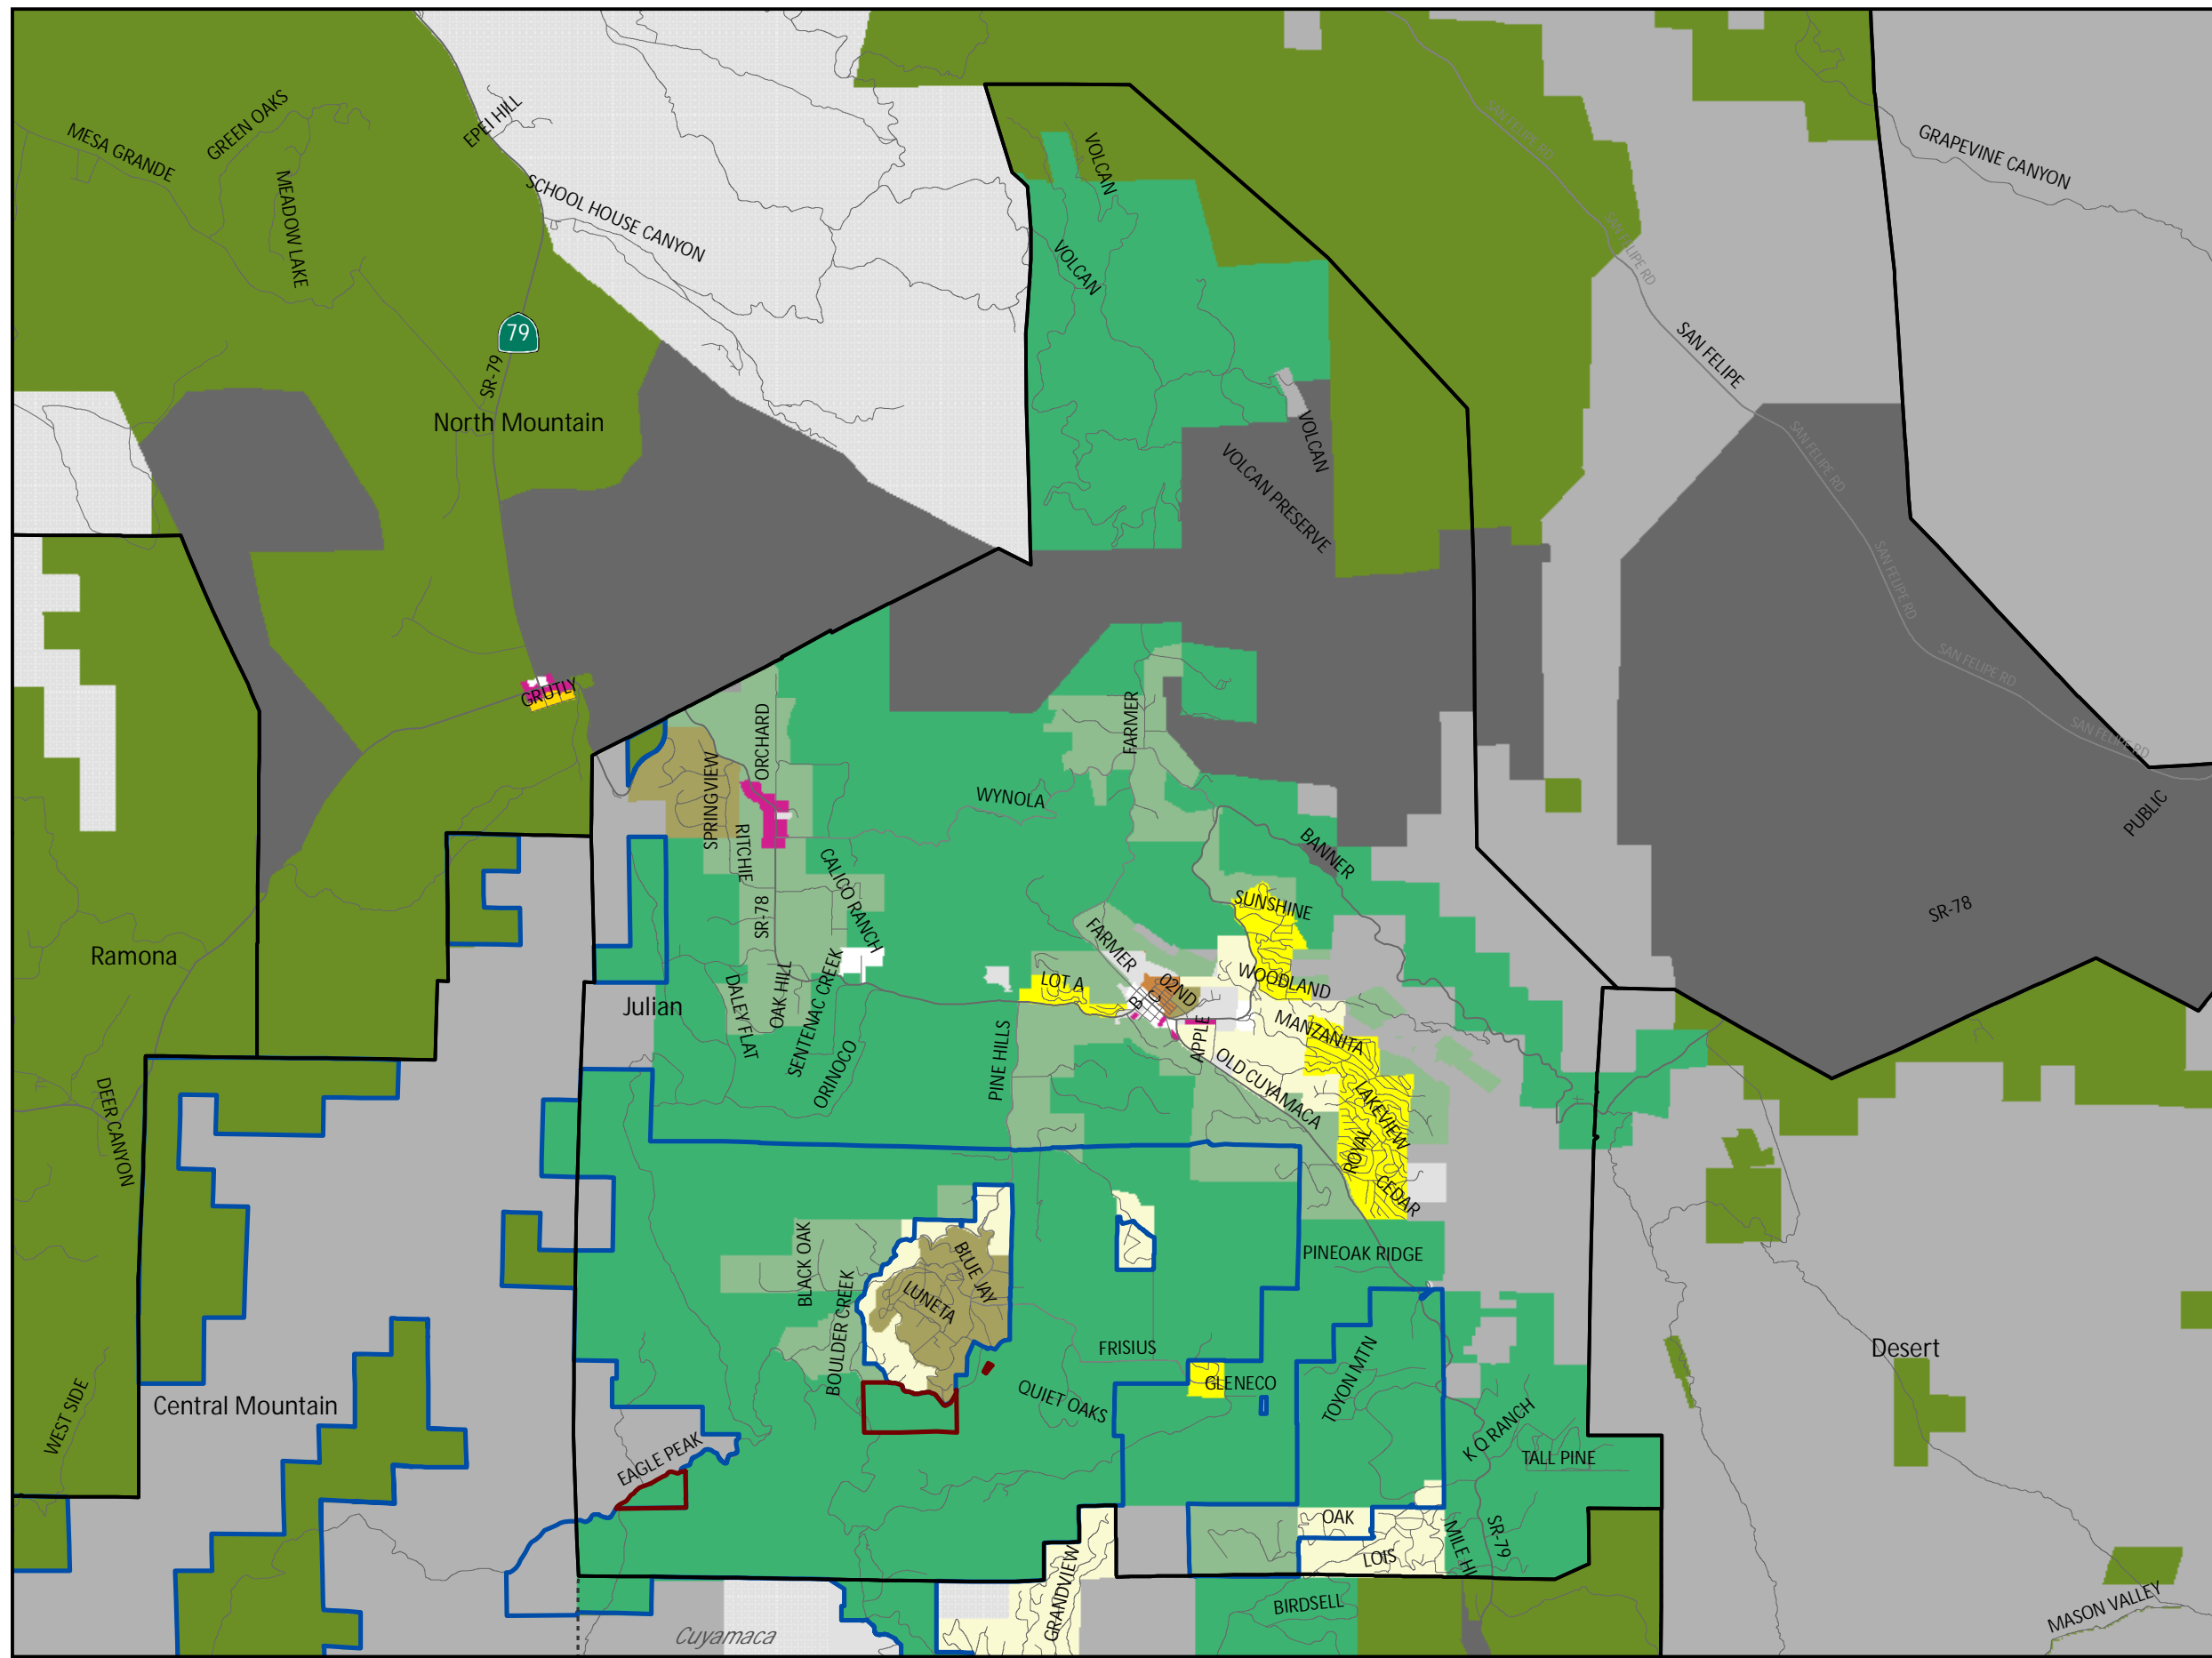 MESA GRANDE
GREEN OAKS
EPEI HILL
MEADOW LAKE
SCHOOL HOUSE CANYON
VOLCAN
SAN FELIPE RD
GRAPEVINE CANYON
VOLCAN
SAN FELIPE RD
79
SR-79
SAN FELIPE
North Mountain
VOLCAN
VOLCAN PRESERVE
SAN FELIPE RD
SAN FELIPE RD
SAN FELIPE RD
SAN FELIPE RD
GRUTLY
ORCHARD
FARMER
SPRINGVIEW
WYNOLA
PUBLIC
RITCHIE
BANNER
CALICO RANCH
SR-78
SUNSHINE
SR-78
FARMER
Ramona
LOT A
02ND
WOODLAND
B
C
Julian
DALEY FLAT
OAK HILL
SENTENAC CREEK
ORINOCO
PINE HILLS
APPLE
MANZANITA
OLD CUYAMACA
LAKEVIEW
ROYAL
CEDAR
DEER CANYON
PINEOAK RIDGE
BLACK OAK
BLUE JAY
LUNETA
BOULDER CREEK
FRISIUS
Desert
GLENECO
TOYON MTN
QUIET OAKS
WEST SIDE
Central Mountain
EAGLE PEAK
K Q RANCH
TALL PINE
OAK
LOIS
MILE HI
SR-79
GRANDVIEW
BIRDSELL
MASON VALLEY
Cuyamaca